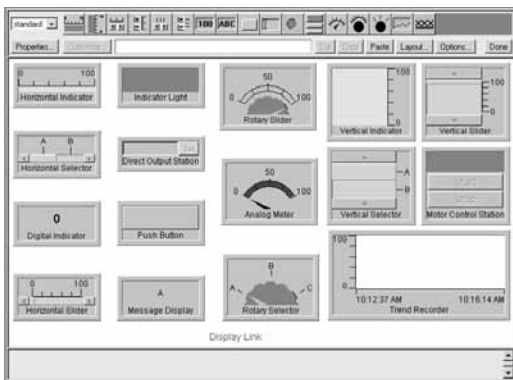 standard
100 ABC
Properties... Customize... Cut Copy Paste Layout... Options... Done
0 100
Horizontal Indicator
Indicator Light
50
0 100
Rotary Slider
100
0
Vertical Indicator
100
0
Vertical Slider
A B
Horizontal Selector
Set
Direct Output Station
50
0 100
Analog Meter
A
B
Vertical Selector
Motor Control Station
0
Digital Indicator
Push Button
0 100
Horizontal Slider
A
Message Display
B
A C
Rotary Selector
100
0
10:12:37 AM 10:16:14 AM
Trend Recorder
Display Link